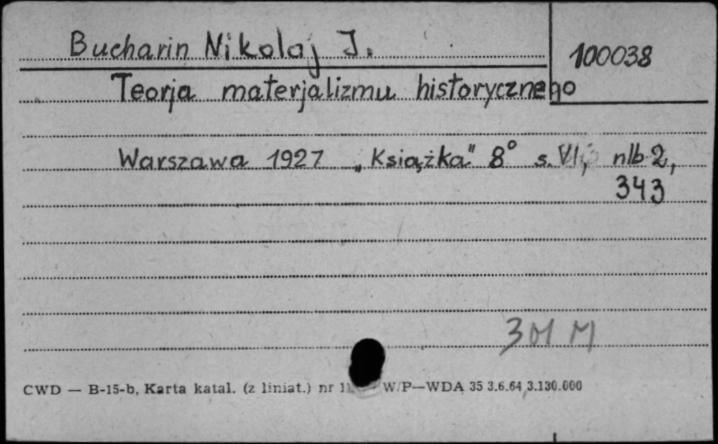 Bucharin Nikolaj J.
100038
Teorja materjalizmu historycznego
Warszawa 1927 „Książka" 8° s. VI, nlb 2,
343
CWD — B-15-b, Karta katal. (z liniat.) nr W P—WDA 35 3.6.64 3.130.000